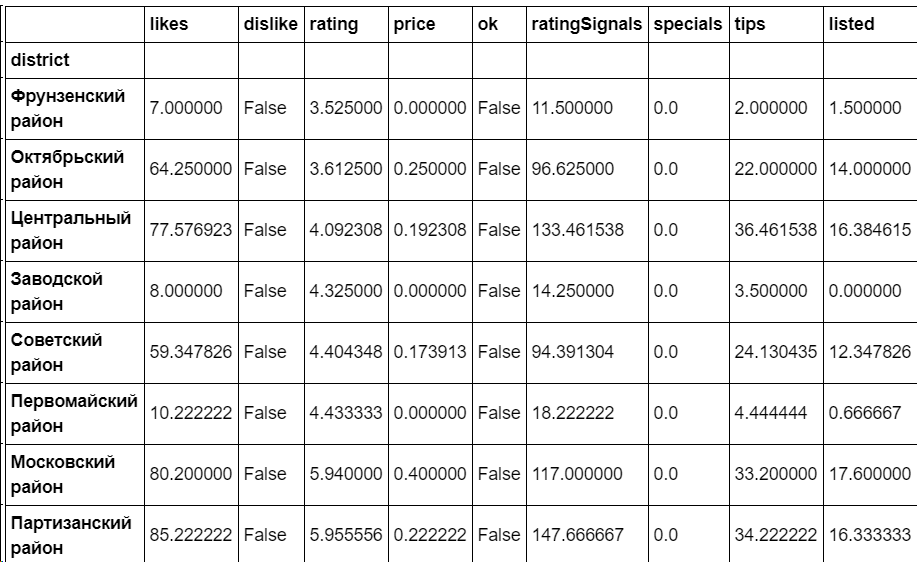 likes dislike rating price ok ratingSignals specials tips listed
district
Фрунзенский
район
7.000000 False 3.525000 0.000000 False 11.500000 0.0 2.000000 1.500000
Октябрьский
район
64.250000 False 3.612500 0.250000 False 96.625000 0.0 22.000000 14.000000
Центральный
район
77.576923 False 4.092308 0.192308 False 133.461538 0.0 36.461538 16.384615
Заводской
район
8.000000 False 4.325000 0.000000 False 14.250000 0.0 3.500000 0.000000
Советский
район
59.347826 False 4.404348 0.173913 False 94.391304 0.0 24.130435 12.347826
Первомайский
район
10.222222 False 4.433333 0.000000 False 18.222222 0.0 4.444444 0.666667
Московский
район
80.200000 False 5.940000 0.400000 False 117.000000 0.0 33.200000 17.600000
Партизанский
район
85.222222 False 5.955556 0.222222 False 147.666667 0.0 34.222222 16.333333